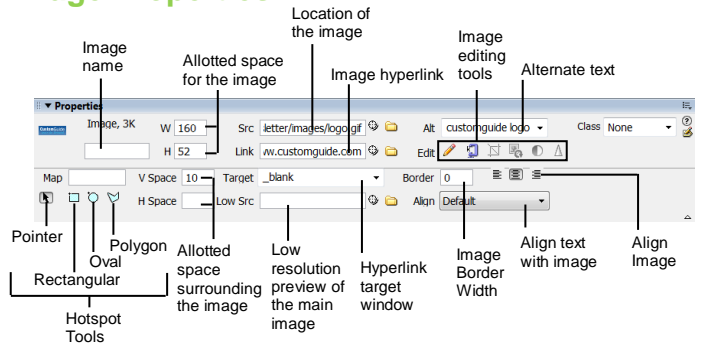 Image Properties
Location of
the image
Image
name
Allotted space
for the image
Image hyperlink
Image
editing
tools
Alternate text
Properties
Image, 3K
W 160
Src letter/images/logo.gif
Alt customguide logo
Class None
H 52
Link w.customguide.com
Edit
Map
V Space 10
Target _blank
Border 0
H Space
Low Src
Align Default
Pointer
Rectangular
Oval
Polygon
Hotspot
Tools
Allotted
space
surrounding
the image
Low
resolution
preview of
the main
image
Hyperlink
target
window
Image
Border
Width
Align text
with image
Align
Image